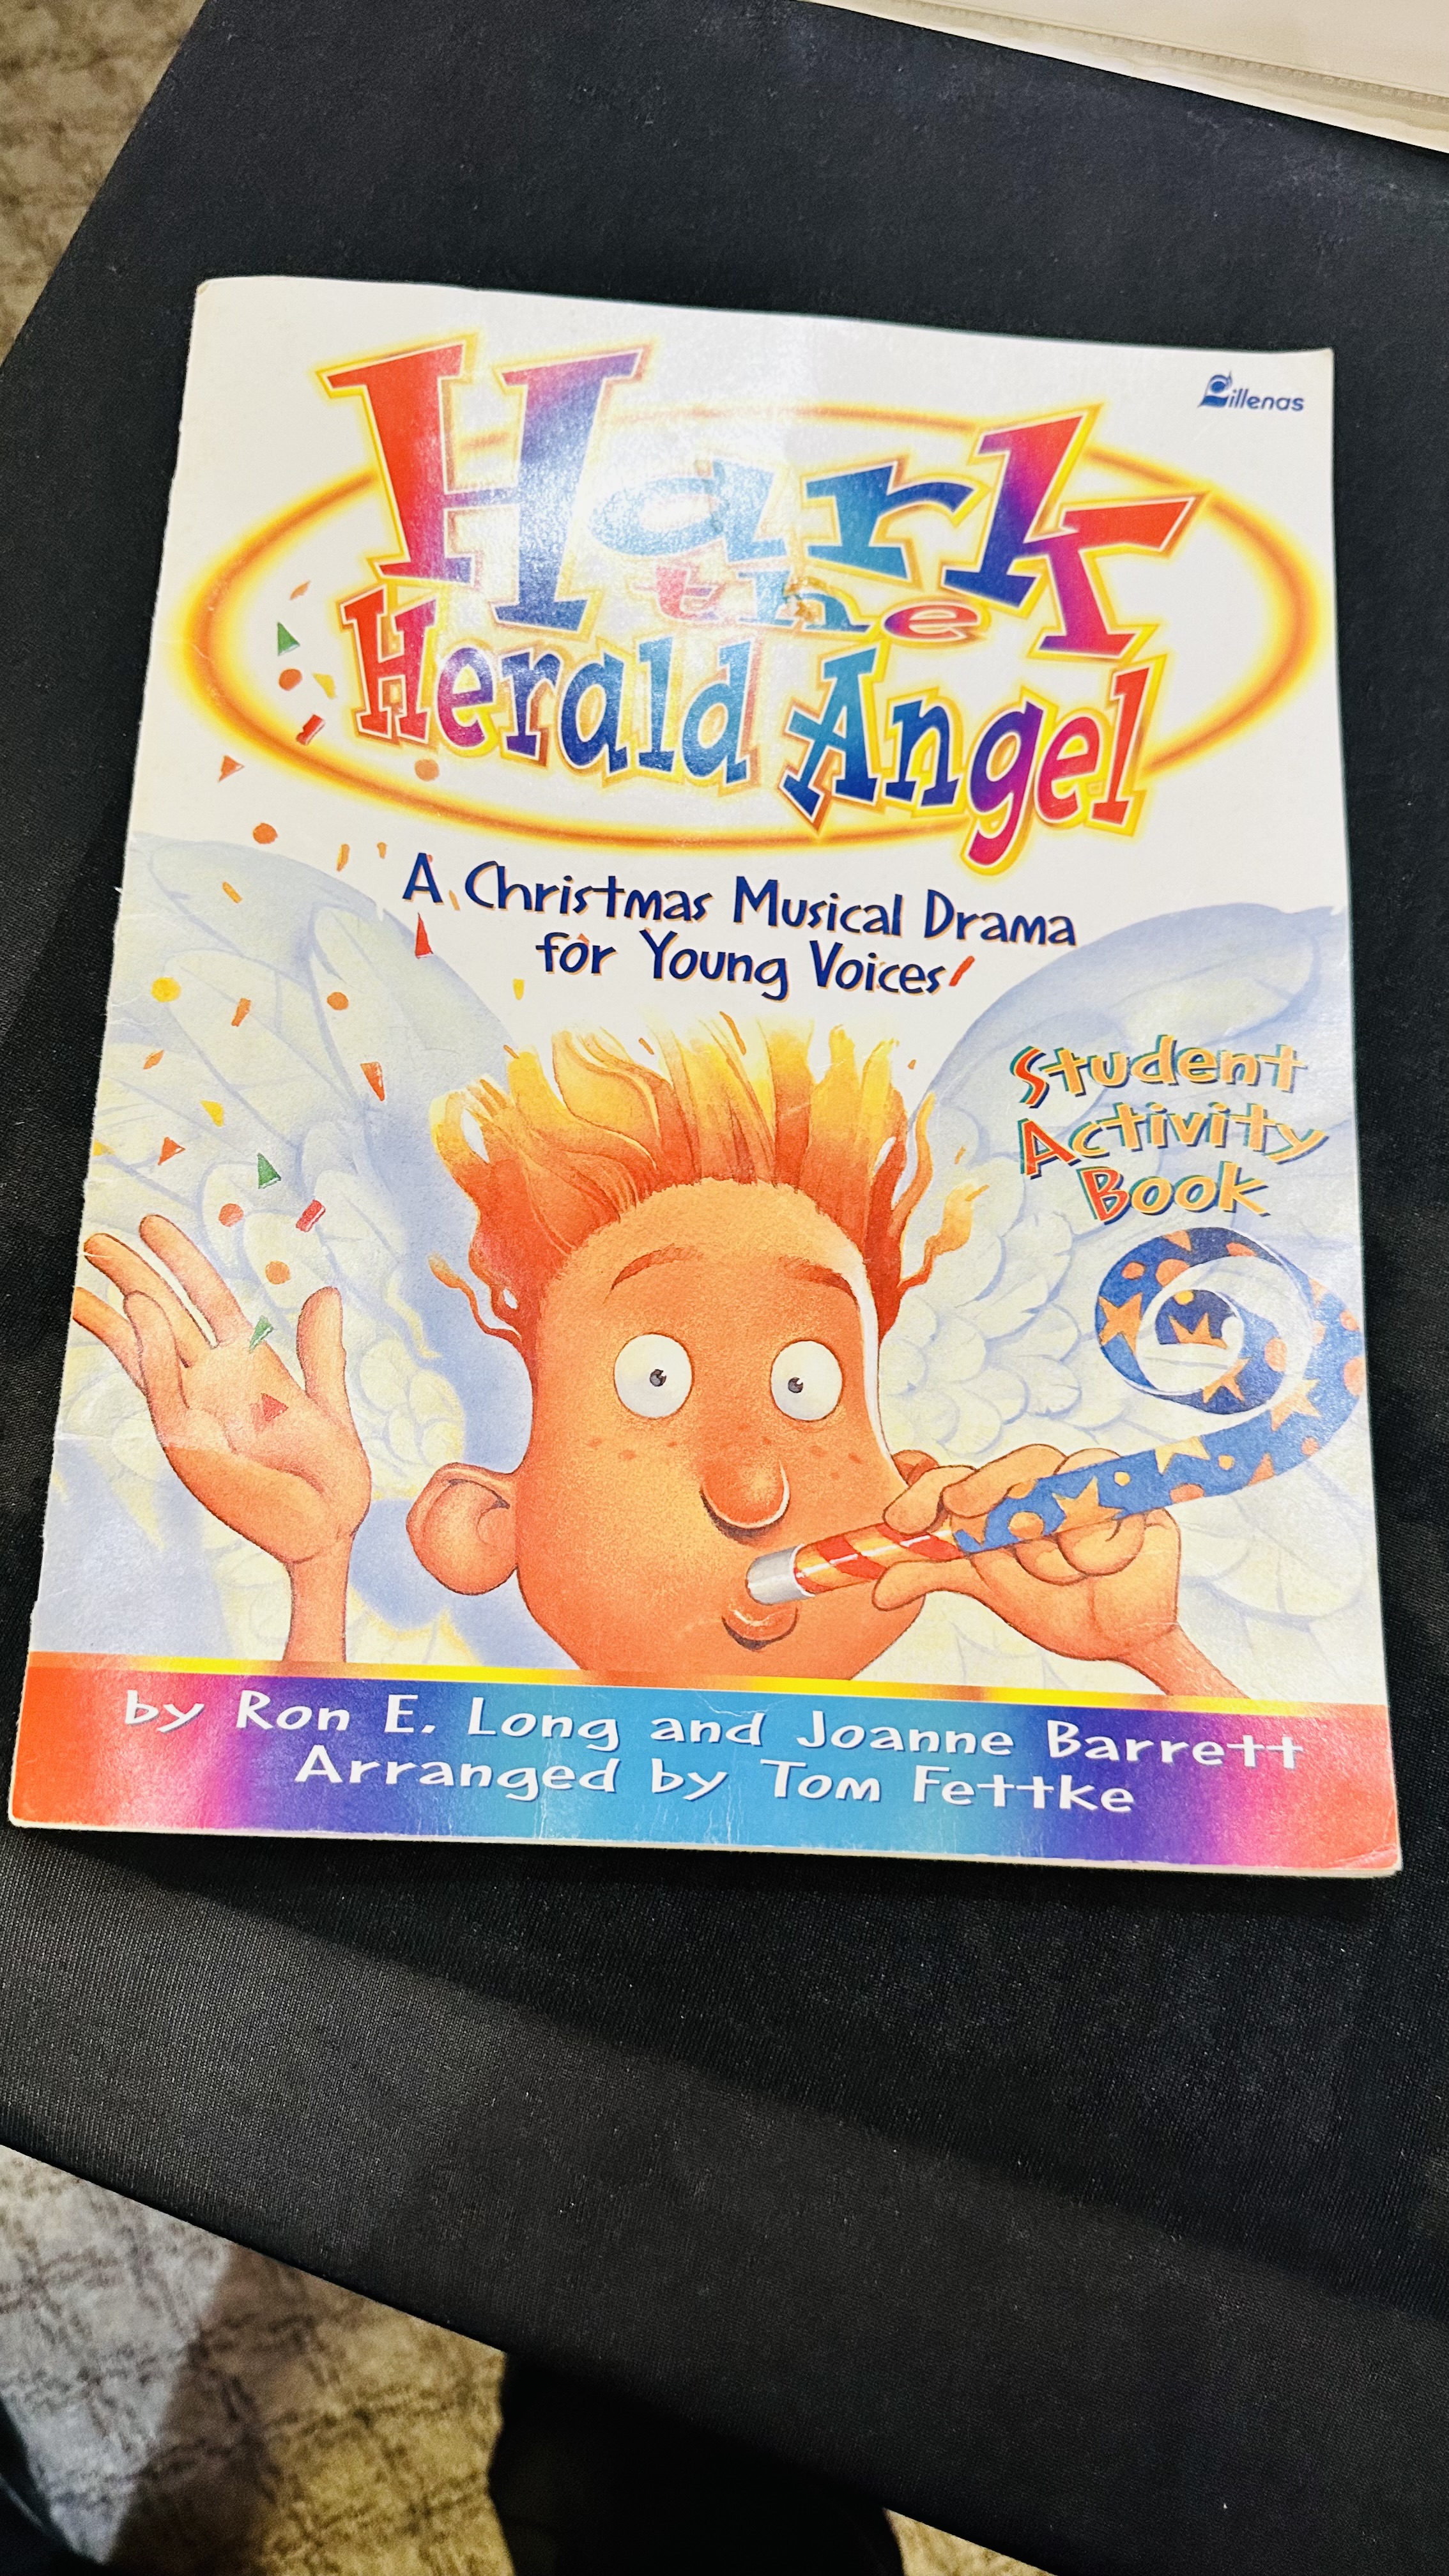 Lillenas
Hark
the
Herald Angel
A Christmas Musical Drama
for Young Voices
Student
Activity
Book
by Ron E. Long and Joanne Barrett
Arranged by Tom Fettke